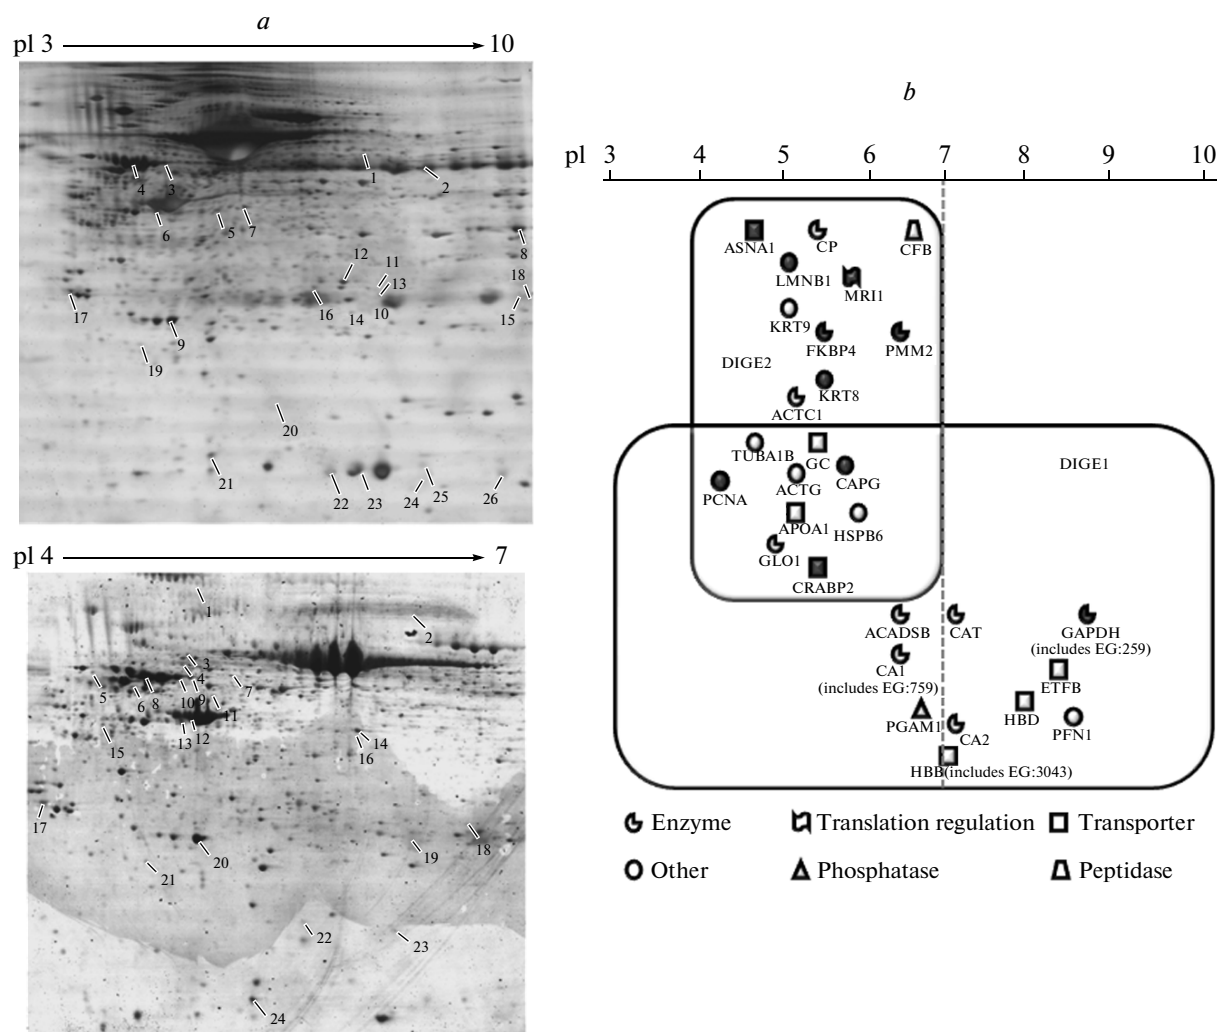 a
pI 3 10
4 3 1 2
6 5 7
8
12 11
13 18
17 16 14 10 15
9
19
20
21
22 23 24 25 26
pI 4 7
1
2
3
5 4 7
6 8 10 9
11
13 12
15 14
16
17
20 19 18
21
22 23
24
b
pI 3 4 5 6 7 8 9 10
ASNA1 CP CFB
LMNB1
MRI1
KRT9
FKBP4 PMM2
DIGE2
KRT8
ACTC1
TUBA1B GC
DIGE1
ACTG CAPG
PCNA
APOA1
HSPB6
GLO1
CRABP2
ACADSB CAT GAPDH
(includes EG:259)
CA1
(includes EG:759)
ETFB
HBD
PGAM1 CA2 PFN1
HBB(includes EG:3043)
Enzyme Translation regulation Transporter
Other Phosphatase Peptidase